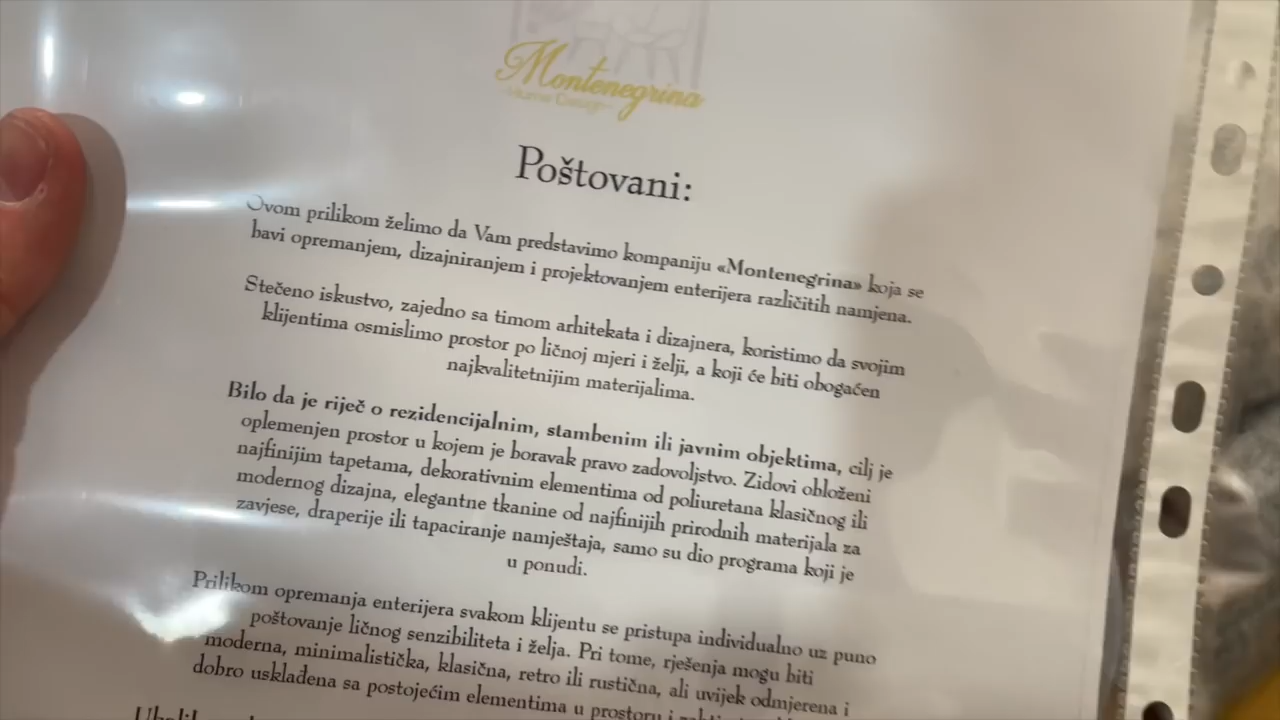 Montenegrina
Poštovani:
Ovom prilikom želimo da Vam predstavimo kompaniju «Montenegrina» koja se
bavi opremanjem, dizajniranjem i projektovanjem enterijera različitih namjena.
Stečeno iskustvo, zajedno sa timom arhitekata i dizajnera, koristimo da svojim
klijentima osmislimo prostor po ličnoj mjeri i želji, a koji će biti obogaćen
najkvalitetnijim materijalima.
Bilo da je riječ o rezidencijalnim, stambenim ili javnim objektima, cilj je
oplemenjen prostor u kojem je boravak pravo zadovoljstvo. Zidovi obloženi
najfinijim tapetama, dekorativnim elementima od poliuretana klasičnog ili
modernog dizajna, elegantne tkanine od najfinijih prirodnih materijala za
zavjese, draperije ili tapaciranje namještaja, samo su dio programa koji je
u ponudi.
Prilikom opremanja enterijera svakom klijentu se pristupa individualno uz puno
poštovanje ličnog senzibiliteta i želja. Pri tome, rješenja mogu biti
moderna, minimalistička, klasična, retro ili rustična, ali uvijek odmjerena i
dobro usklađena sa postojećim elementima u prostoru i